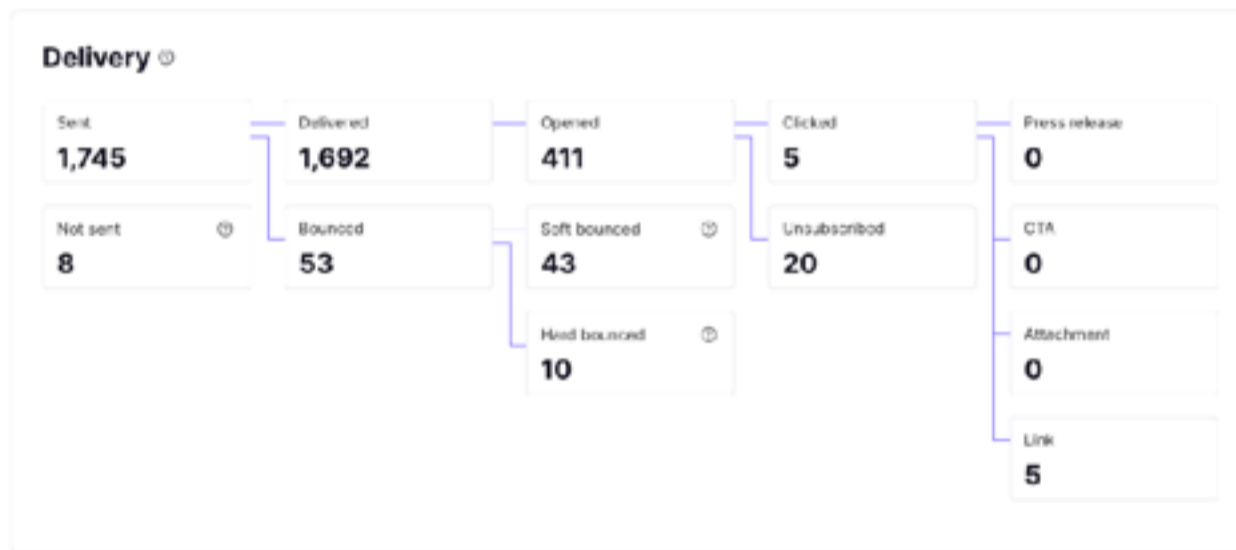 Delivery
Sent
1,745
Delivered
1,692
Opened
411
Clicked
5
Press release
0
Not sent
8
Bounced
53
Soft bounced
43
Unsubscribed
20
CTA
0
Hard bounced
10
Attachment
0
Link
5